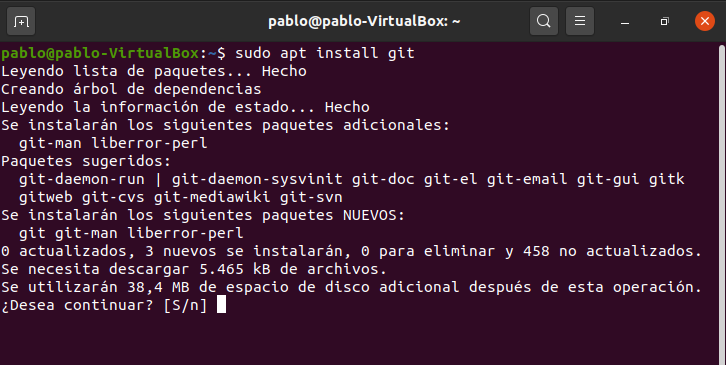 pablo@pablo-VirtualBox: ~
pablo@pablo-VirtualBox:~$ sudo apt install git
Leyendo lista de paquetes... Hecho
Creando árbol de dependencias
Leyendo la información de estado... Hecho
Se instalarán los siguientes paquetes adicionales:
  git-man liberror-perl
Paquetes sugeridos:
  git-daemon-run | git-daemon-sysvinit git-doc git-el git-email git-gui gitk
  gitweb git-cvs git-mediawiki git-svn
Se instalarán los siguientes paquetes NUEVOS:
  git git-man liberror-perl
0 actualizados, 3 nuevos se instalarán, 0 para eliminar y 458 no actualizados.
Se necesita descargar 5.465 kB de archivos.
Se utilizarán 38,4 MB de espacio de disco adicional después de esta operación.
¿Desea continuar? [S/n]